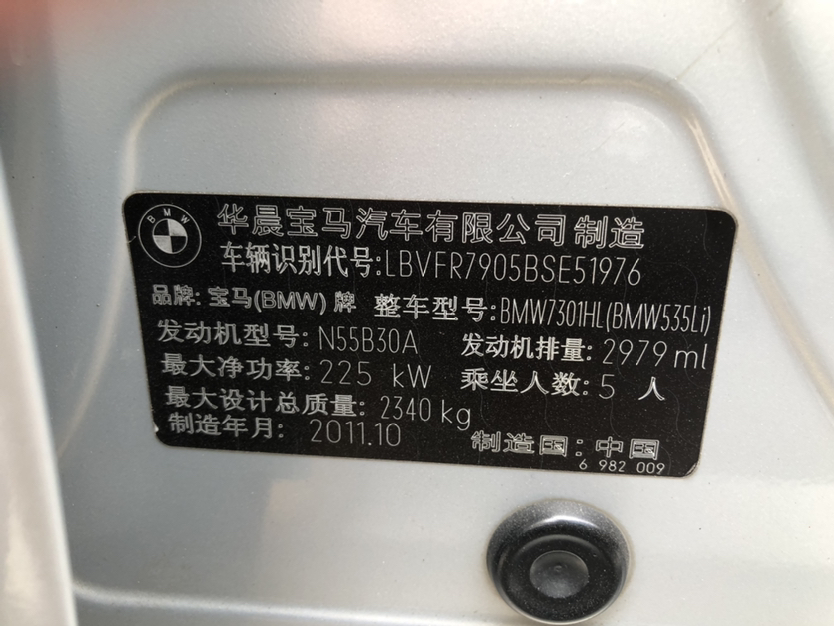 BMW
华晨宝马汽车有限公司 制造
车辆识别代号:LBVFR7905BSE51976
品牌: 宝马(BMW) 牌 整车型号:BMW7301HL(BMW535Li)
发动机型号: N55B30A 发动机排量: 2979 ml
最大净功率: 225 kW 乘坐人数: 5 人
最大设计总质量: 2340 kg
制造年月: 2011.10 制造国: 中国
6 982 009